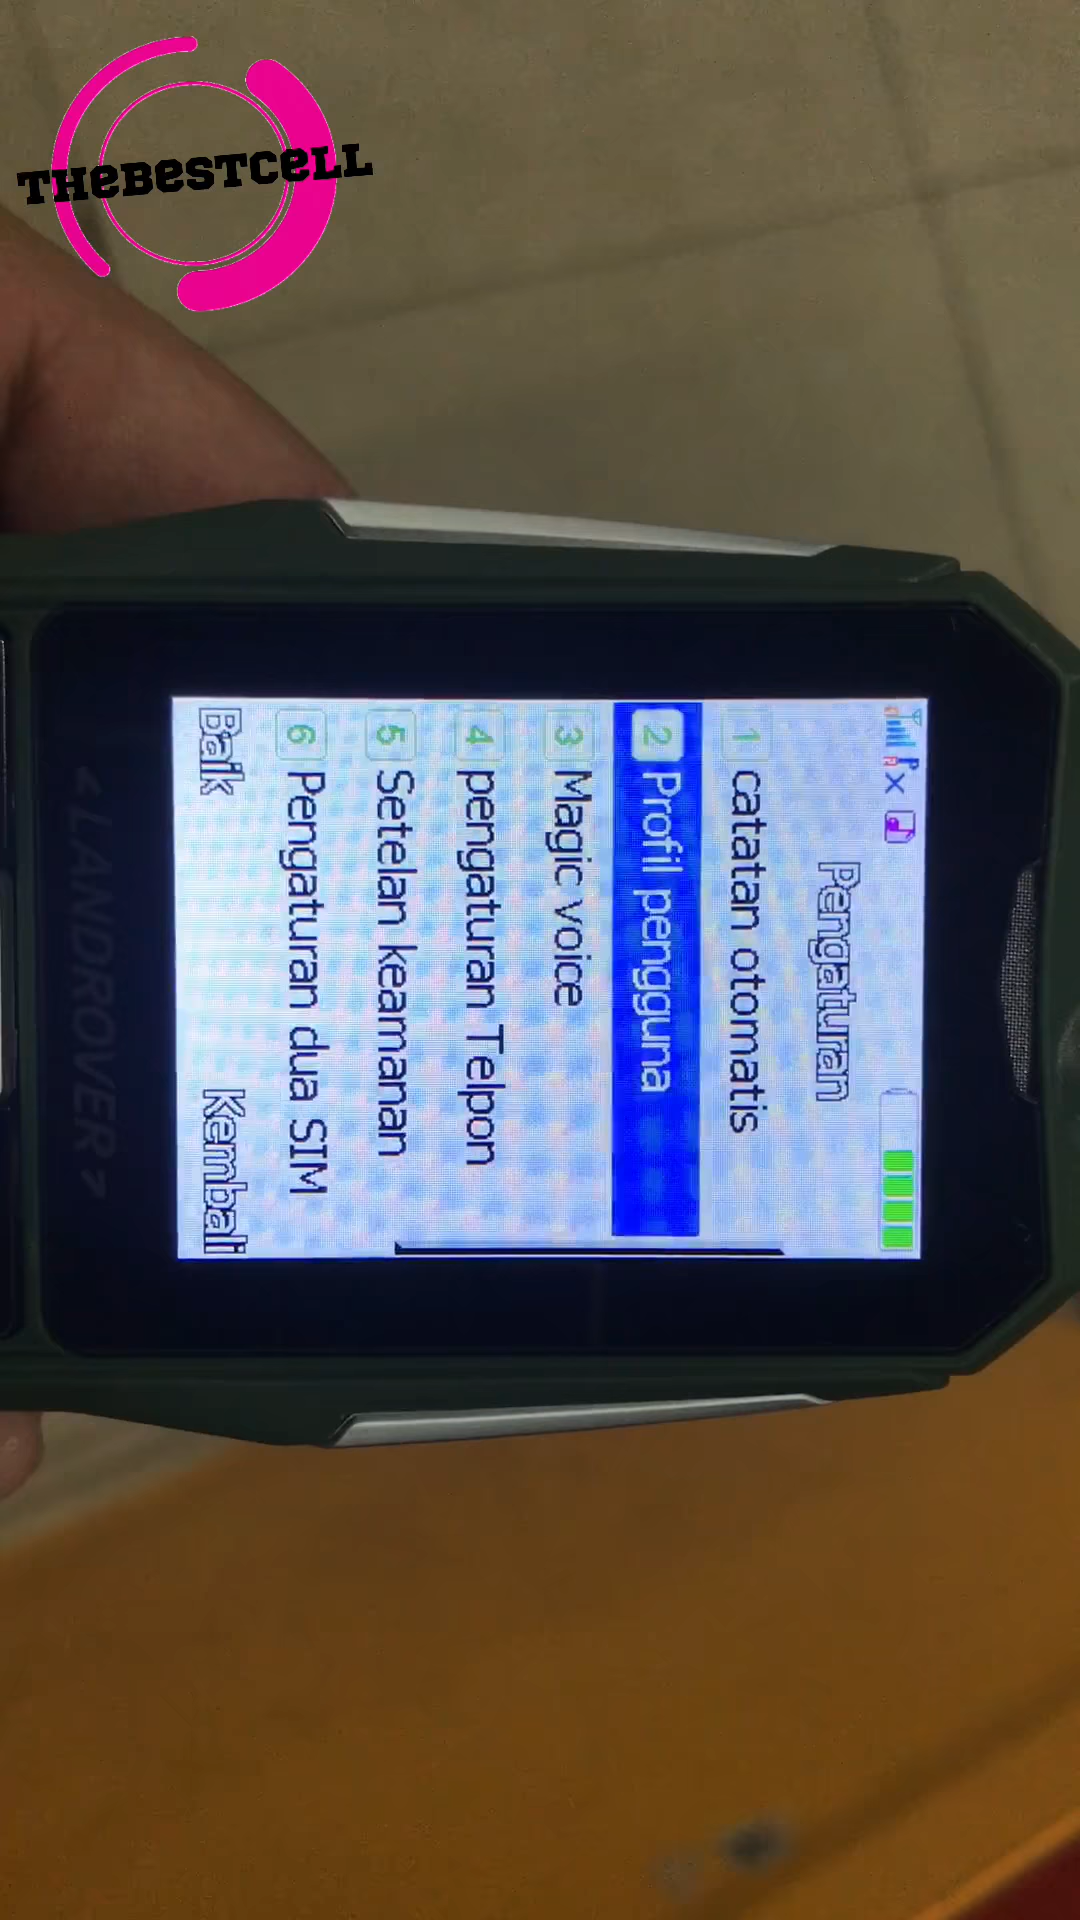 THeBeSTCeLL
Pengaturan
1 catatan otomatis
2 Profil pengguna
3 Magic voice
4 pengaturan Telpon
5 Setelan keamanan
6 Pengaturan dua SIM
Baik Kembali
LANDROVER